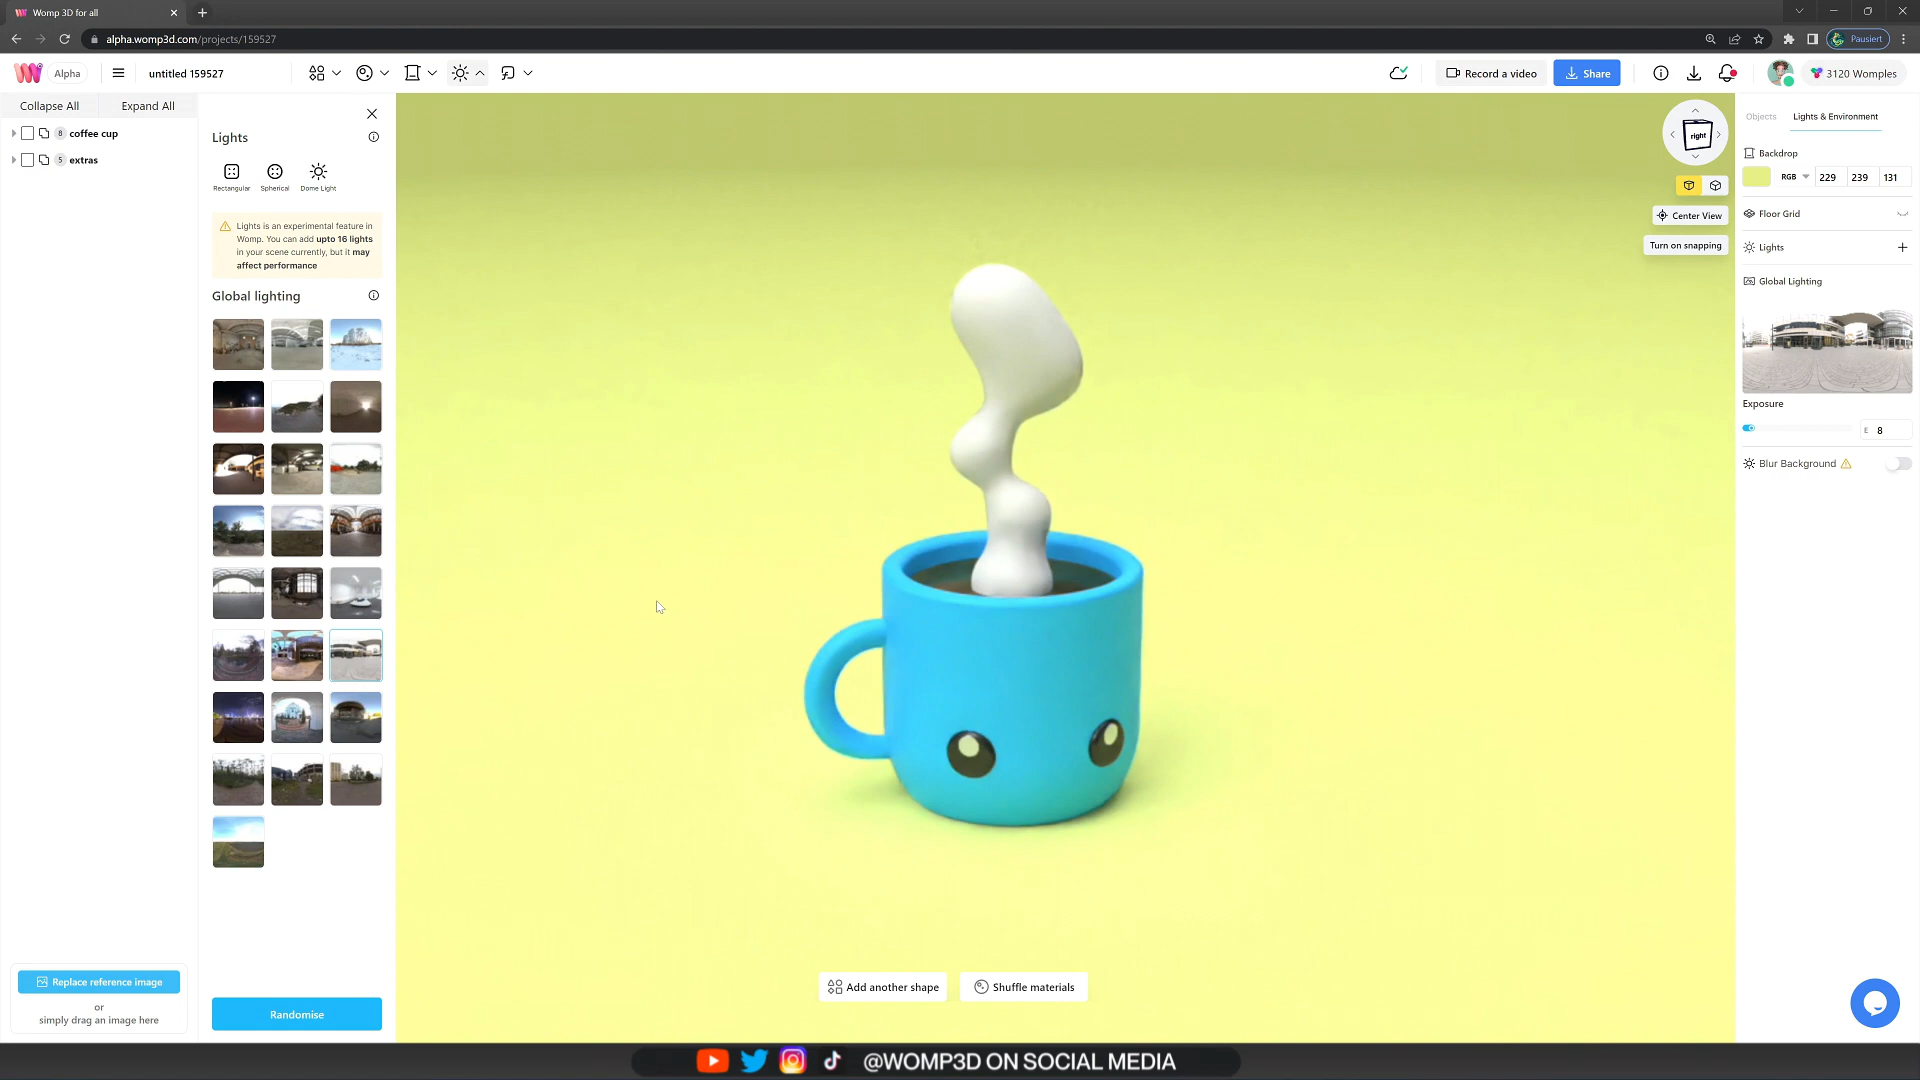 Womp 3D for all
alpha.womp3d.com/projects/159527
Pausiert
Alpha
untitled 159527
Record a video
Share
3120 Womples
Collapse All
Expand All
8 coffee cup
5 extras
Lights
Rectangular
Spherical
Dome Light
Lights is an experimental feature in
Womp. You can add upto 16 lights
in your scene currently, but it may
affect performance
Global lighting
Randomise
Replace reference image
or
simply drag an image here
right
Center View
Turn on snapping
Add another shape
Shuffle materials
Objects
Lights & Environment
Backdrop
RGB 229 239 131
Floor Grid
Lights
Global Lighting
Exposure
E 8
Blur Background
@WOMP3D ON SOCIAL MEDIA